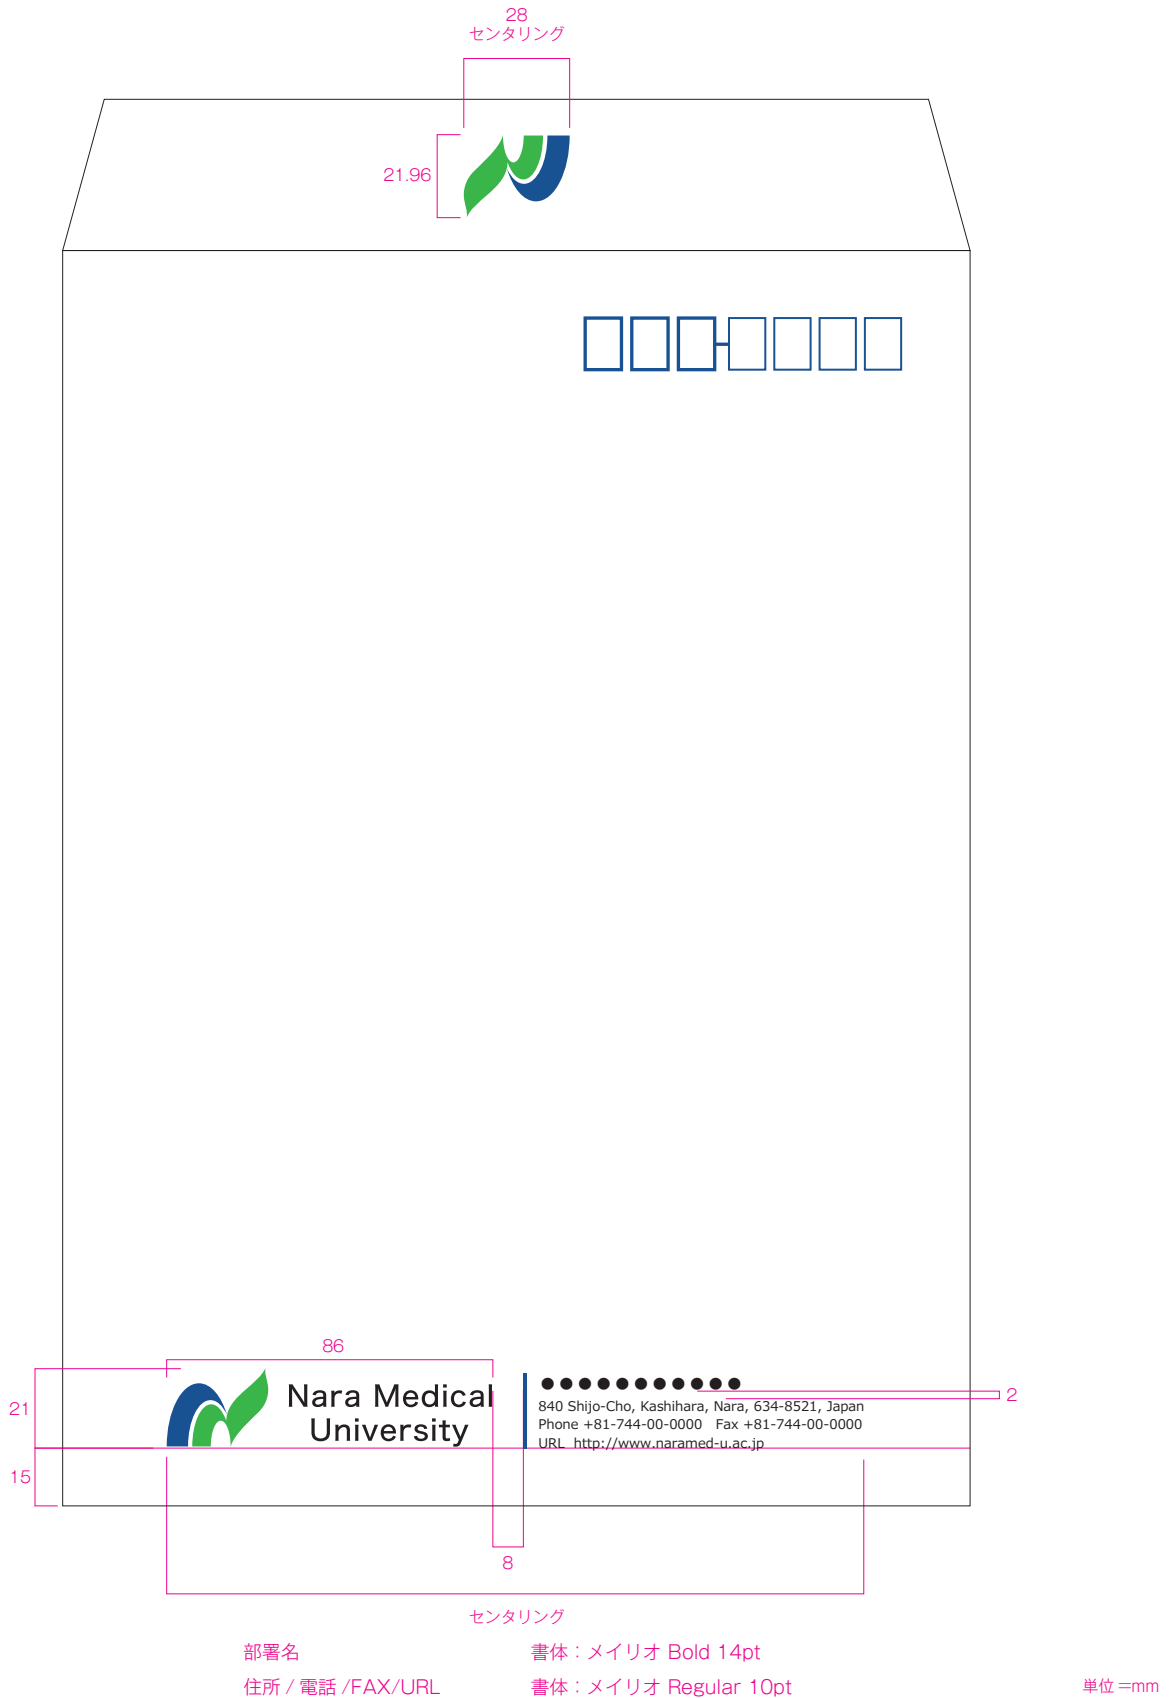 28
センタリング
21.96
86
21
15
Nara Medical
University
●●●●●●●●●●●
840 Shijo-Cho, Kashihara, Nara, 634-8521, Japan
Phone +81-744-00-0000 Fax +81-744-00-0000
URL http://www.naramed-u.ac.jp
2
8
センタリング
部署名 書体：メイリオ Bold 14pt
住所 / 電話 /FAX/URL 書体：メイリオ Regular 10pt
単位 =mm